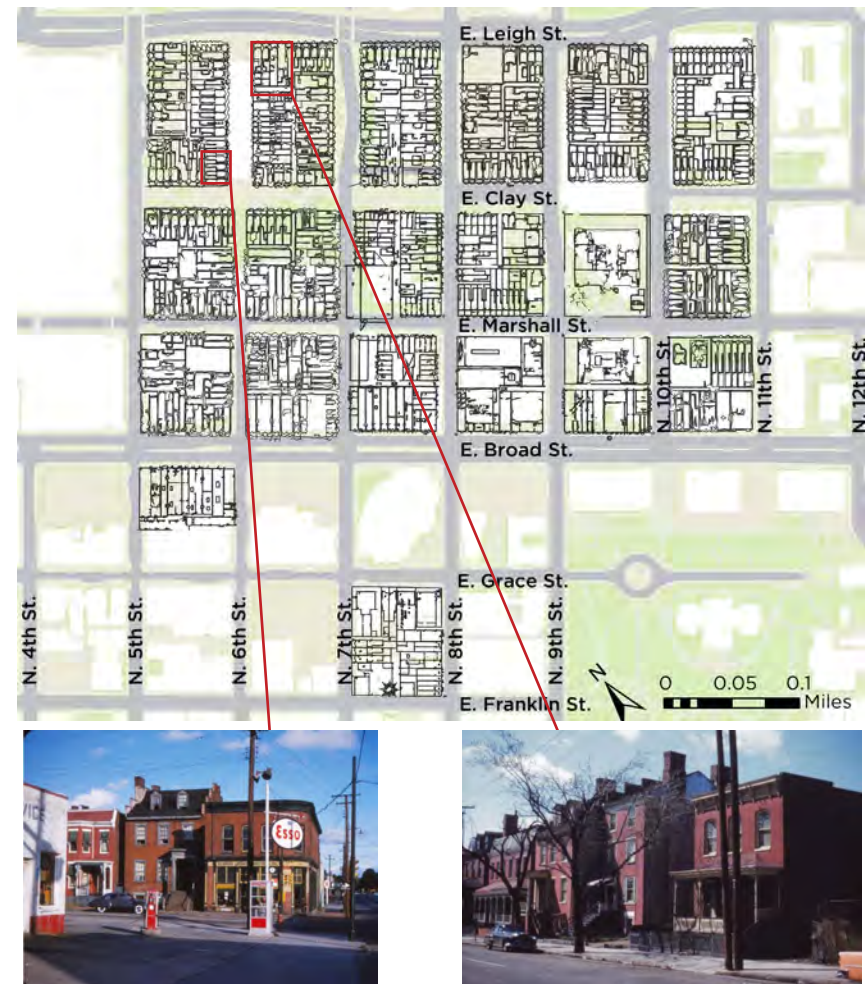 E. Leigh St.
E. Clay St.
E. Marshall St.
N. 10th St.
N. 11th St.
N. 12th St.
E. Broad St.
E. Grace St.
N. 4th St.
N. 5th St.
N. 6th St.
N. 7th St.
N. 8th St.
N. 9th St.
N
0 0.05 0.1
Miles
E. Franklin St.
VICE
Esso